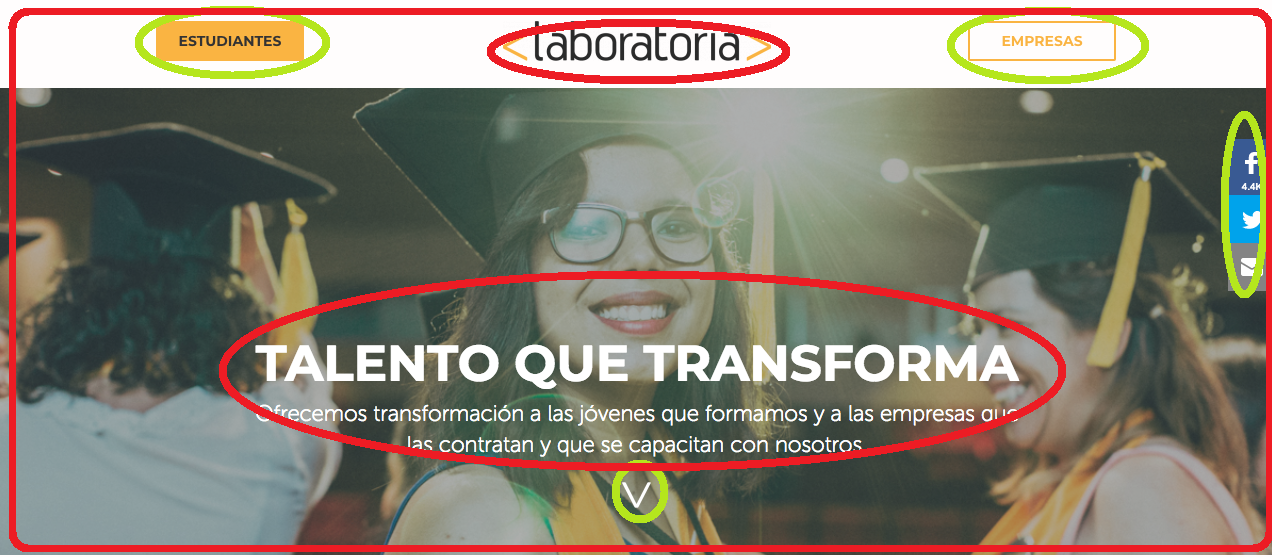 ESTUDIANTES
<laboratoria>
EMPRESAS
4.4K
TALENTO QUE TRANSFORMA
Ofrecemos transformación a las jóvenes que formamos y a las empresas que
las contratan y que se capacitan con nosotros